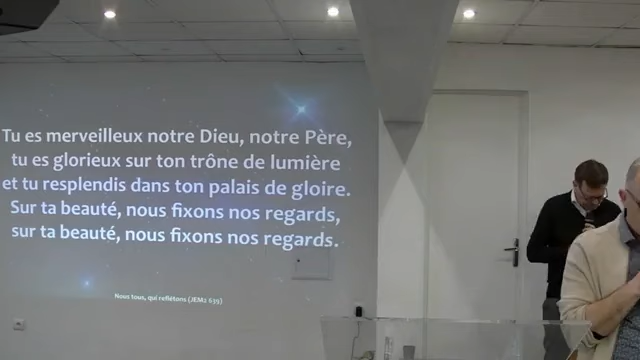 Tu es merveilleux notre Dieu, notre Père,
tu es glorieux sur ton trône de lumière
et tu resplendis dans ton palais de gloire.
Sur ta beauté, nous fixons nos regards,
sur ta beauté, nous fixons nos regards.
Nous tous, qui reflétons (JEM2 639)